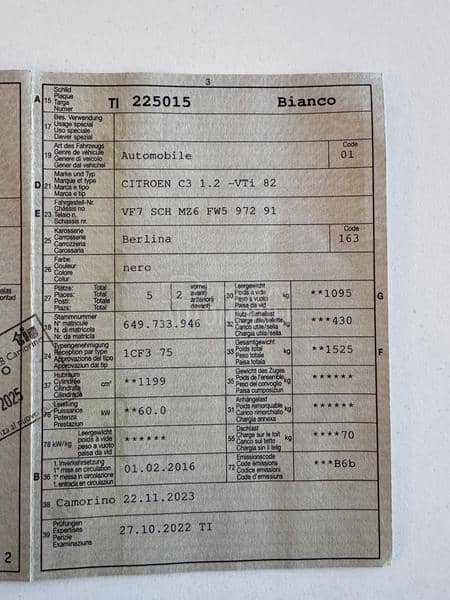 3
A 15 Schild Plaque Targa Numer TI 225015 Bianco
17 Bes. Verwendung Usage spécial Uso speciale Diever spezial
19 Art des Fahrzeugs Genre de véhicule Genere di veicolo Gener dal vehichel Automobile Code 01
D 21 Marke und Typ Marque et type Marca e tipo Marca e tip CITROEN C3 1.2 -VTi 82
E 23 Fahrgestell-Nr. Châssis no Telaio n. Schassis nr. VF7 SCH MZ6 FW5 972 91
25 Karosserie Carrosserie Carrozzeria Carossaria Berlina Code 163
26 Farbe Couleur Colore Colur nero
27 Plätze: Total Places: Total Posti: Total Plazs: Total 5 2 vorne avant anteriori davant 30 Leergewicht Poids à vide Peso a vuoto Paisa da vid kg **1095 G
18 Stammnummer N° matricule N. di matricola Nr. da matricla 649.733.946 32 Nutz-/Sattellast Charge utile/sellette Carico utile/sella Chargia utila/sella kg ***430
24 Typengenehmigung Réception par type Approvazione del tipo Approvaziun dal tip 1CF3 75 33 Gesamtgewicht Poids total Peso totale Paisa totala kg **1525 F
37 Hubraum Cylindrée Cilindrata Cilindrada cm³ **1199 35 Gewicht des Zuges Poids de l'ensemble Peso del convoglio Paisa cumposiziun kg ******
76 Leistung Puissance Potenza Prestaziun kW **60.0 31 Anhängelast Poids remorquable Carico rimorchiato Chargia annexa kg ******
78 kW/kg Leergewicht poids à vide peso a vuoto paisa da vid ****** 55 Dachlast Charge sur le toit Carico sul tetto Chargia sin il tetg kg ****70
B 36 1. Inverkehrsetzung 1re mise en circulation 1a messa in circolazione 1. entrada en circulaziun 01.02.2016 72 Emissionscode Code émissions Codice emissioni Code d'emissiuns ***B6b
38 Camorino 22.11.2023
39 Prüfungen Expertises Perizie Examinaziuns 27.10.2022 TI
Camorino
2025
2